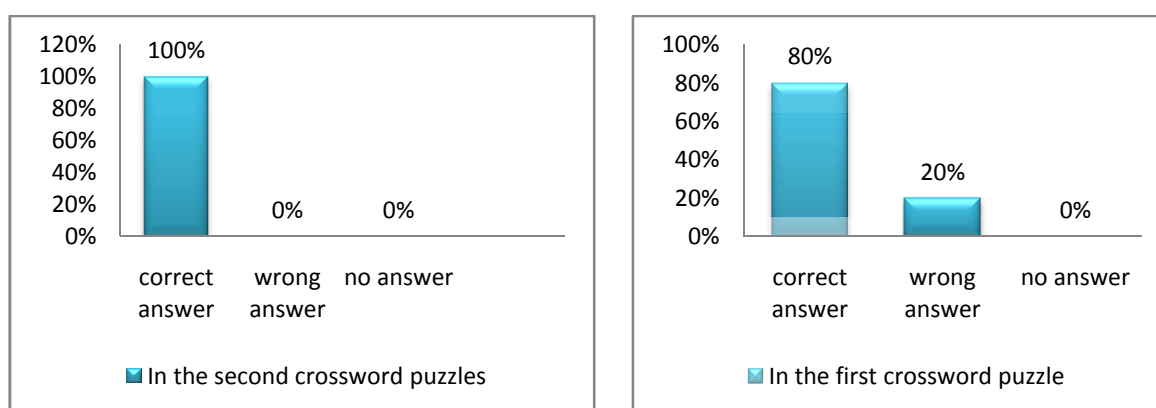 120%
100%
80%
60%
40%
20%
0%
100%
0%
0%
correct
answer
wrong
answer
no answer
In the second crossword puzzles
100%
80%
60%
40%
20%
0%
80%
20%
0%
correct
answer
wrong
answer
no answer
In the first crossword puzzle